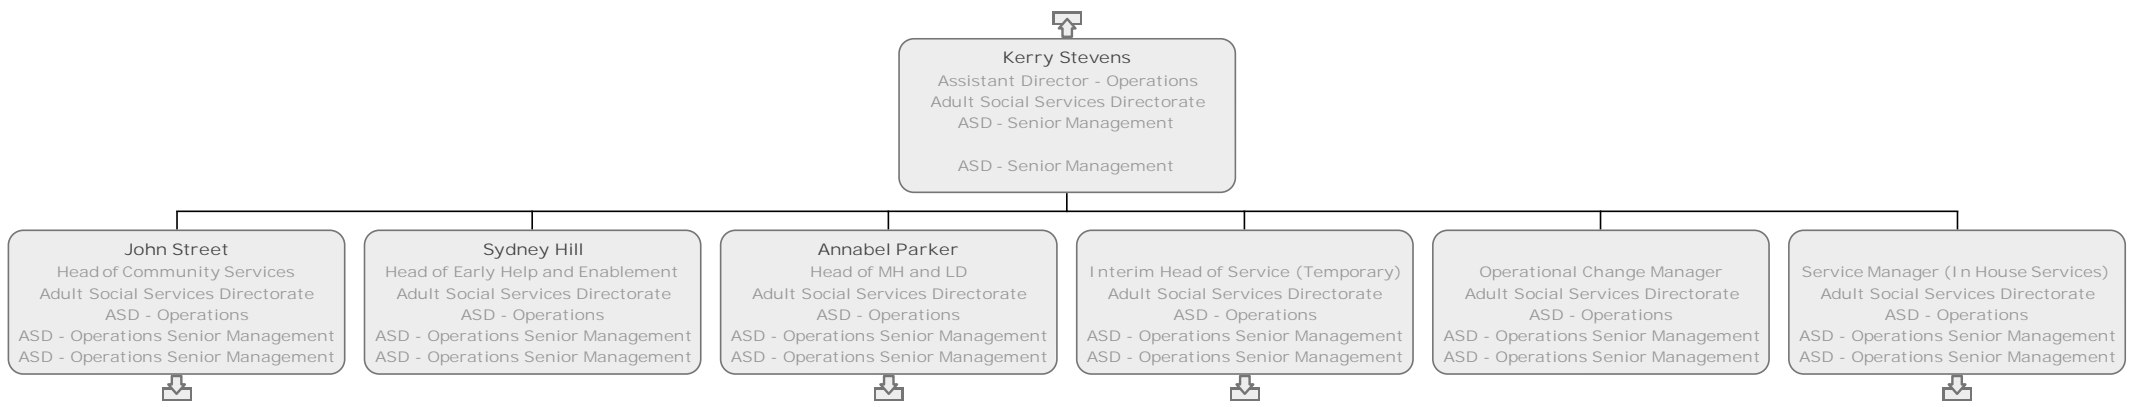 Kerry Stevens
Assistant Director - Operations
Adult Social Services Directorate
ASD - Senior Management
ASD - Senior Management
John Street
Head of Community Services
Adult Social Services Directorate
ASD - Operations
ASD - Operations Senior Management
ASD - Operations Senior Management
Sydney Hill
Head of Early Help and Enablement
Adult Social Services Directorate
ASD - Operations
ASD - Operations Senior Management
ASD - Operations Senior Management
Annabel Parker
Head of MH and LD
Adult Social Services Directorate
ASD - Operations
ASD - Operations Senior Management
ASD - Operations Senior Management
Interim Head of Service (Temporary)
Adult Social Services Directorate
ASD - Operations
ASD - Operations Senior Management
ASD - Operations Senior Management
Operational Change Manager
Adult Social Services Directorate
ASD - Operations
ASD - Operations Senior Management
ASD - Operations Senior Management
Service Manager (In House Services)
Adult Social Services Directorate
ASD - Operations
ASD - Operations Senior Management
ASD - Operations Senior Management